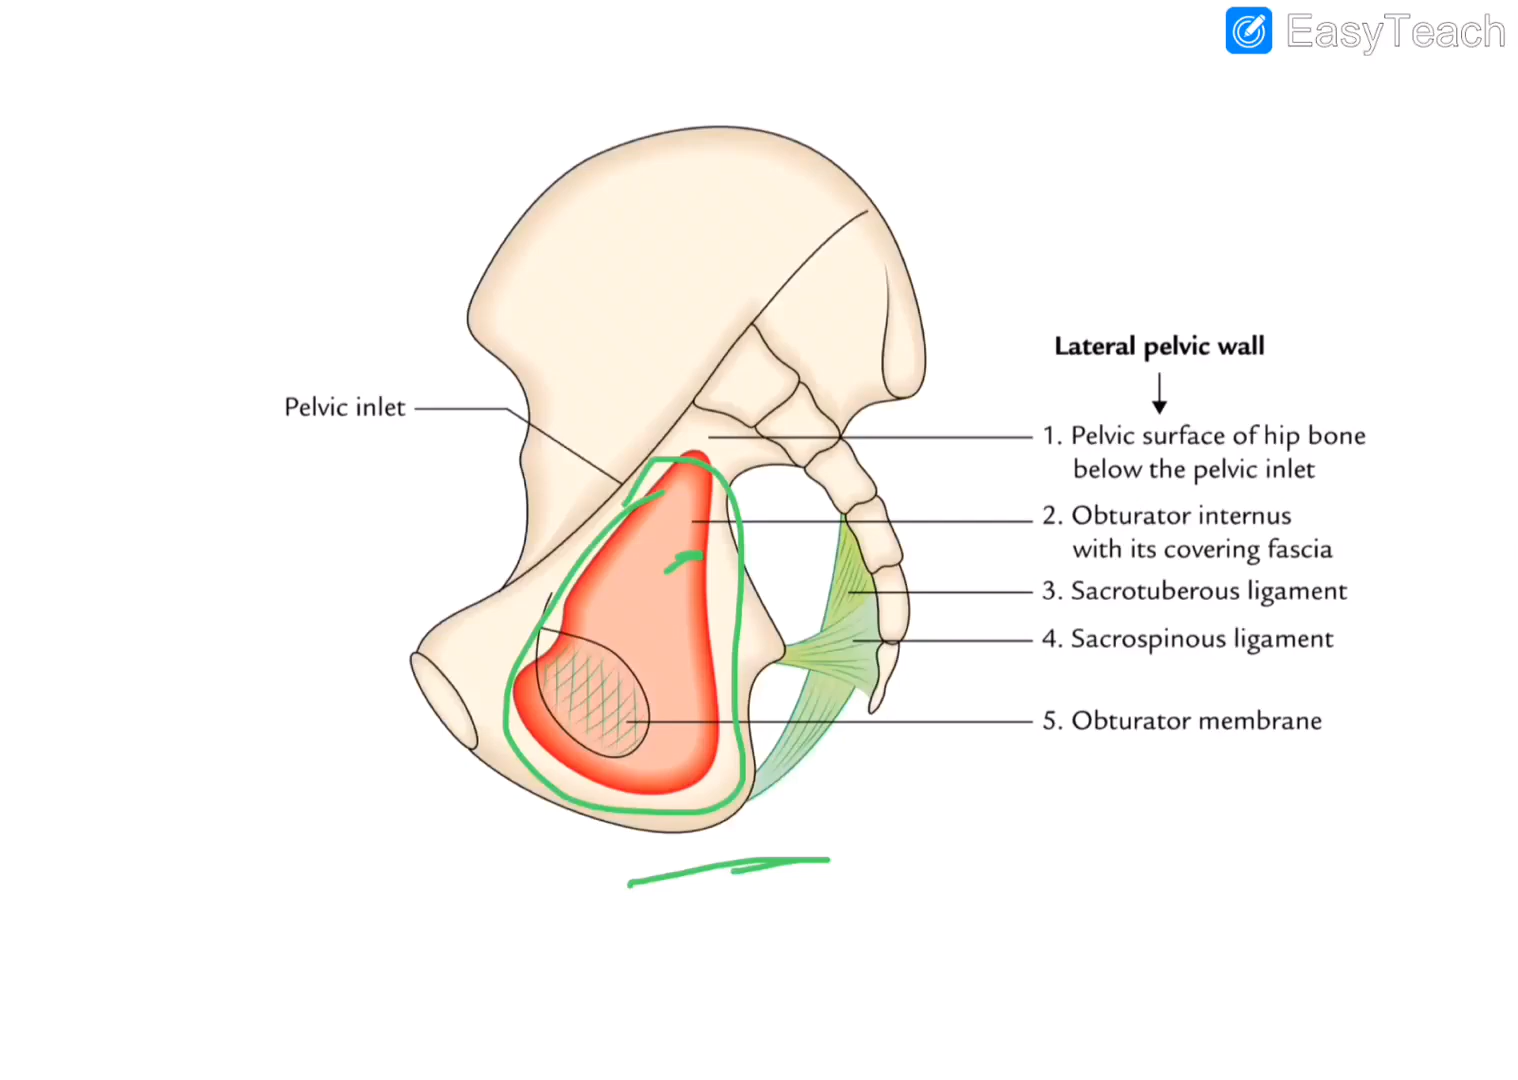 EasyTeach
Lateral pelvic wall
Pelvic inlet
1. Pelvic surface of hip bone
below the pelvic inlet
2. Obturator internus
with its covering fascia
3. Sacrotuberous ligament
4. Sacrospinous ligament
5. Obturator membrane